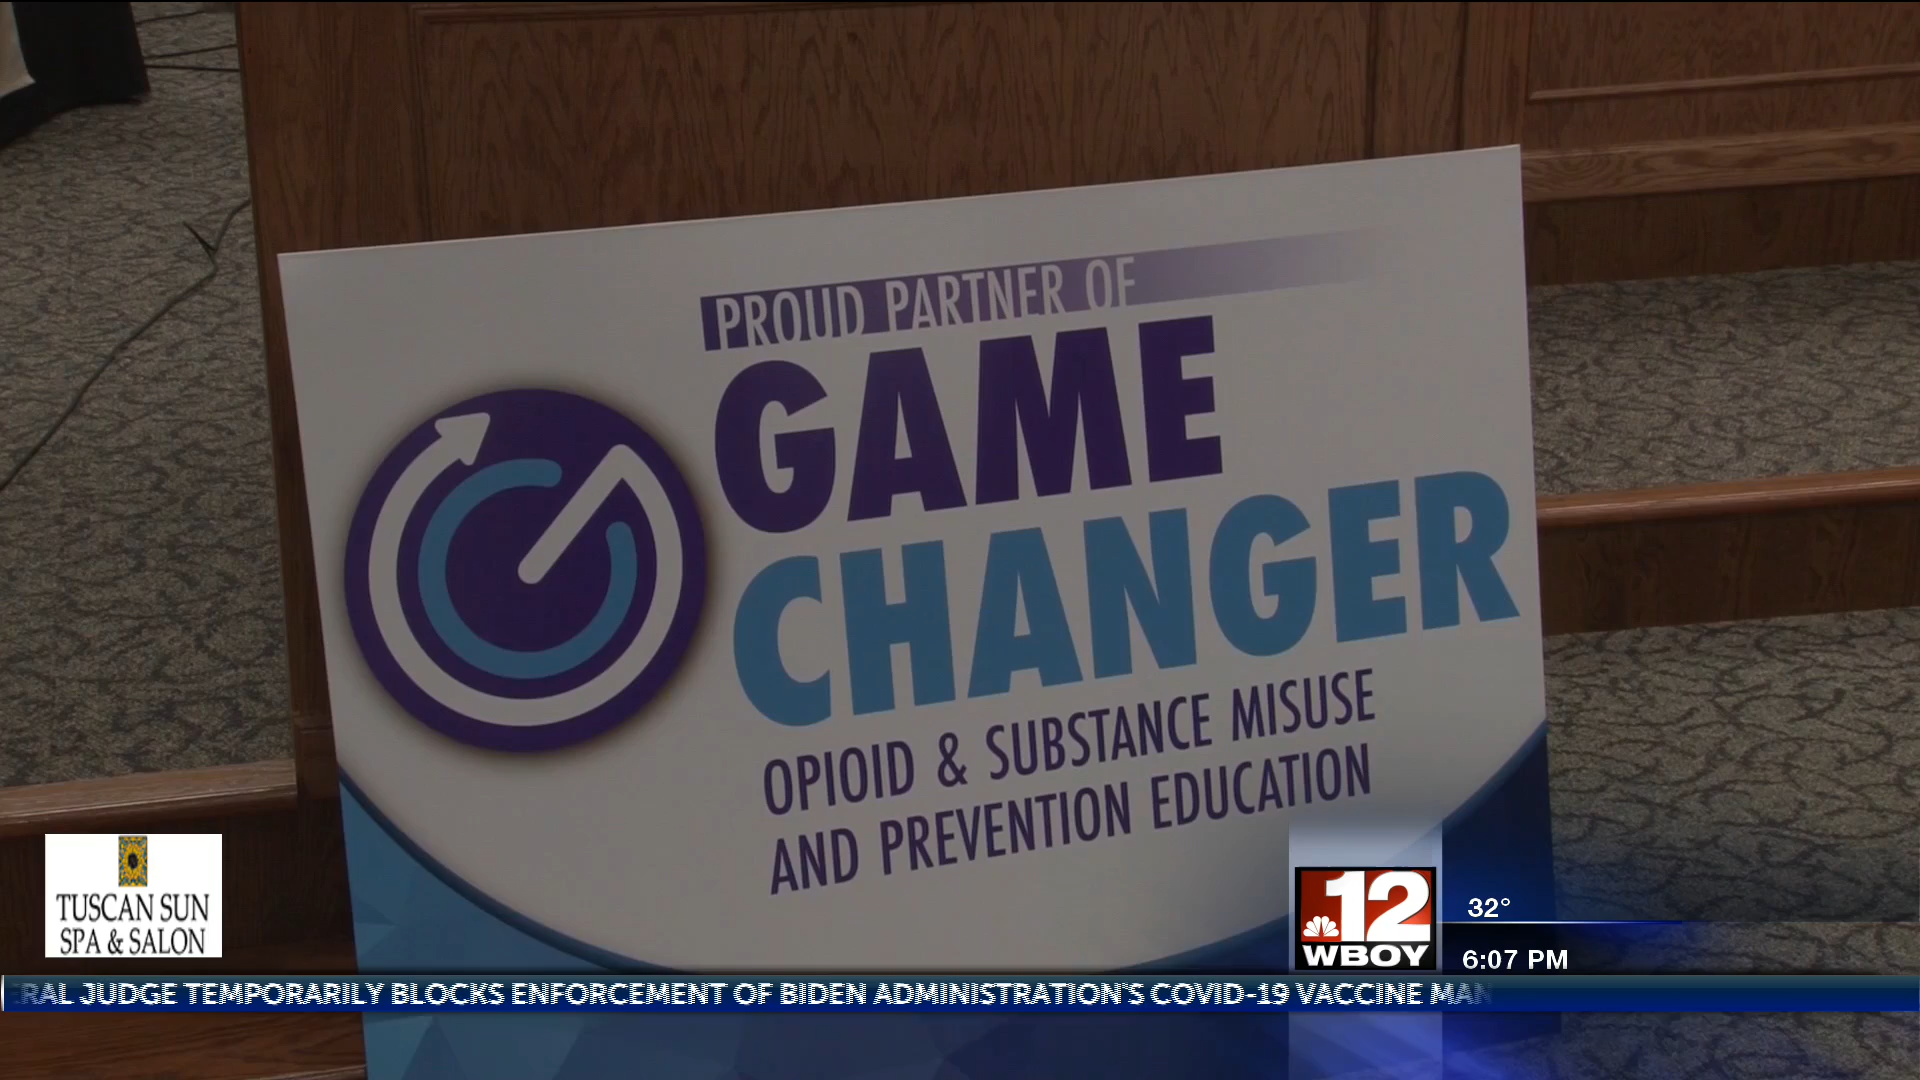 PROUD PARTNER OF
GAME
CHANGER
OPIOID & SUBSTANCE MISUSE
AND PREVENTION EDUCATION
TUSCAN SUN
SPA & SALON
12
WBOY
32°
6:07 PM
JUDGE TEMPORARILY BLOCKS ENFORCEMENT OF BIDEN ADMINISTRATION'S COVID-19 VACCINE